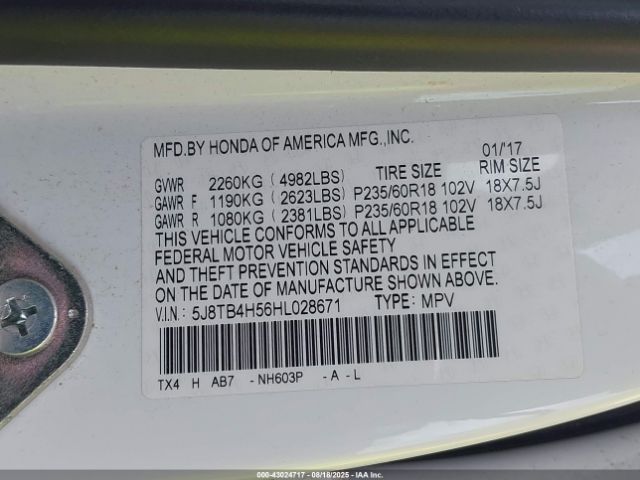 MFD.BY HONDA OF AMERICA MFG.,INC. 01/'17
GVWR 2260KG (4982LBS) TIRE SIZE RIM SIZE
GAWR F 1190KG (2623LBS) P235/60R18 102V 18X7.5J
GAWR R 1080KG (2381LBS) P235/60R18 102V 18X7.5J
THIS VEHICLE CONFORMS TO ALL APPLICABLE
FEDERAL MOTOR VEHICLE SAFETY
AND THEFT PREVENTION STANDARDS IN EFFECT
ON THE DATE OF MANUFACTURE SHOWN ABOVE.
V.I.N: 5J8TB4H56HL028671 TYPE: MPV
TX4 H AB7 -NH603P -A -L
000-43024717 - 08/18/2025 - IAAI.com